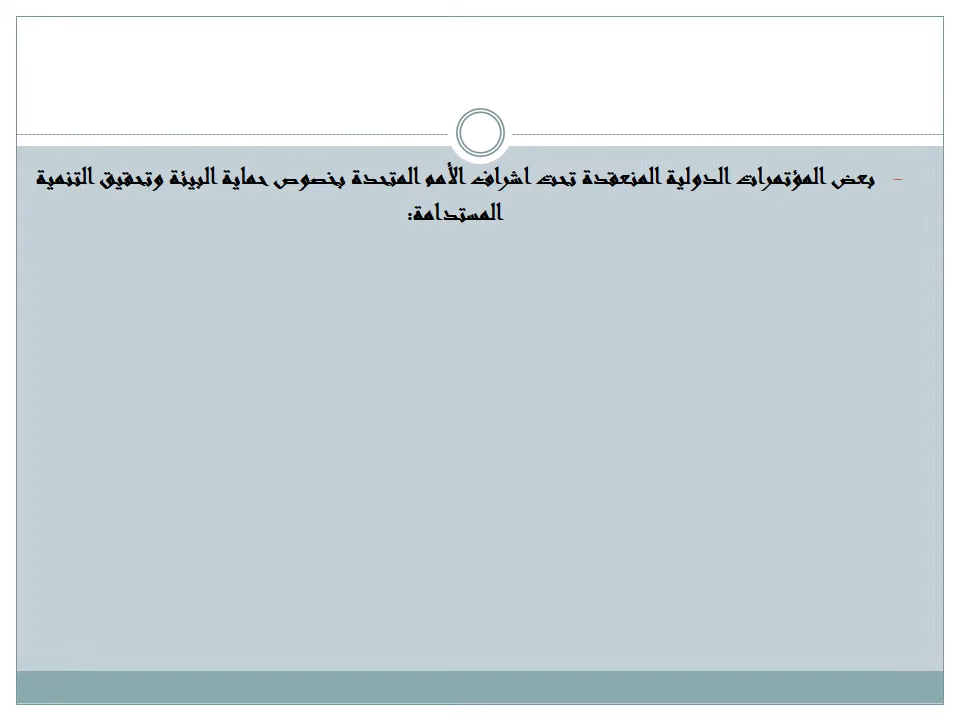 - بعض المؤتمرات الدولية المنعقدة تحت اشراف الأمم المتحدة بخصوص حماية البيئة وتحقيق التنمية
المستدامة: